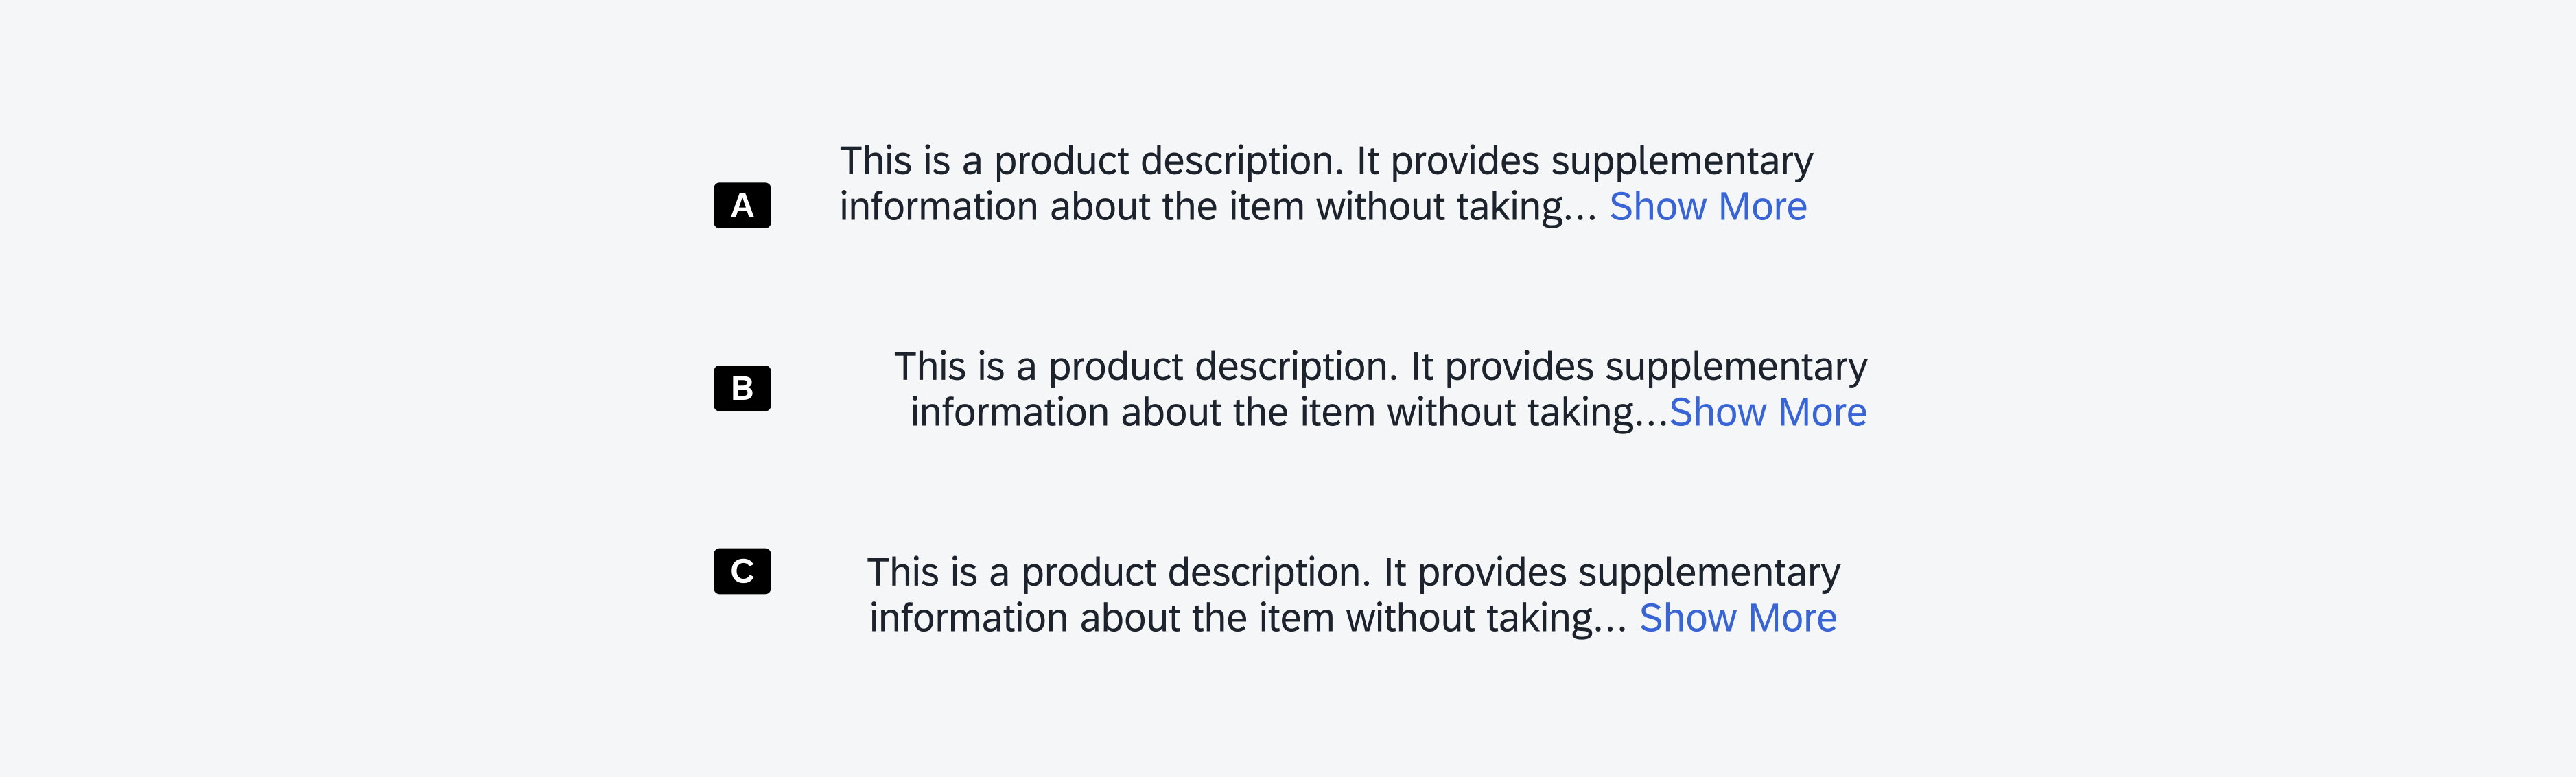 This is a product description. It provides supplementary
A
information about the item without taking... Show More
This is a product description. It provides supplementary
B
information about the item without taking...Show More
C
This is a product description. It provides supplementary
information about the item without taking... Show More